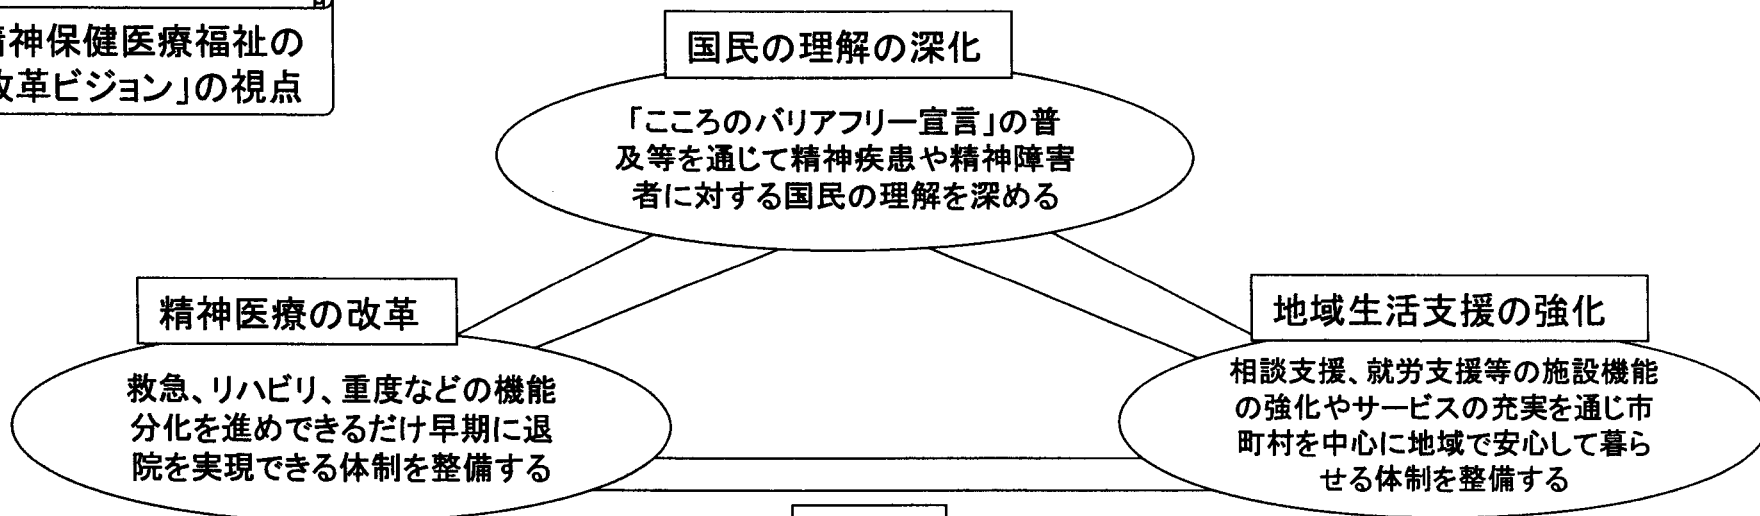 精神保健医療福祉の
改革ビジョン」の視点
国民の理解の深化
「こころのバリアフリー宣言」の普
及等を通じて精神疾患や精神障害
者に対する国民の理解を深める
精神医療の改革
救急、リハビリ、重度などの機能
分化を進めできるだけ早期に退
院を実現できる体制を整備する
地域生活支援の強化
相談支援、就労支援等の施設機能
の強化やサービスの充実を通じ市
町村を中心に地域で安心して暮ら
せる体制を整備する